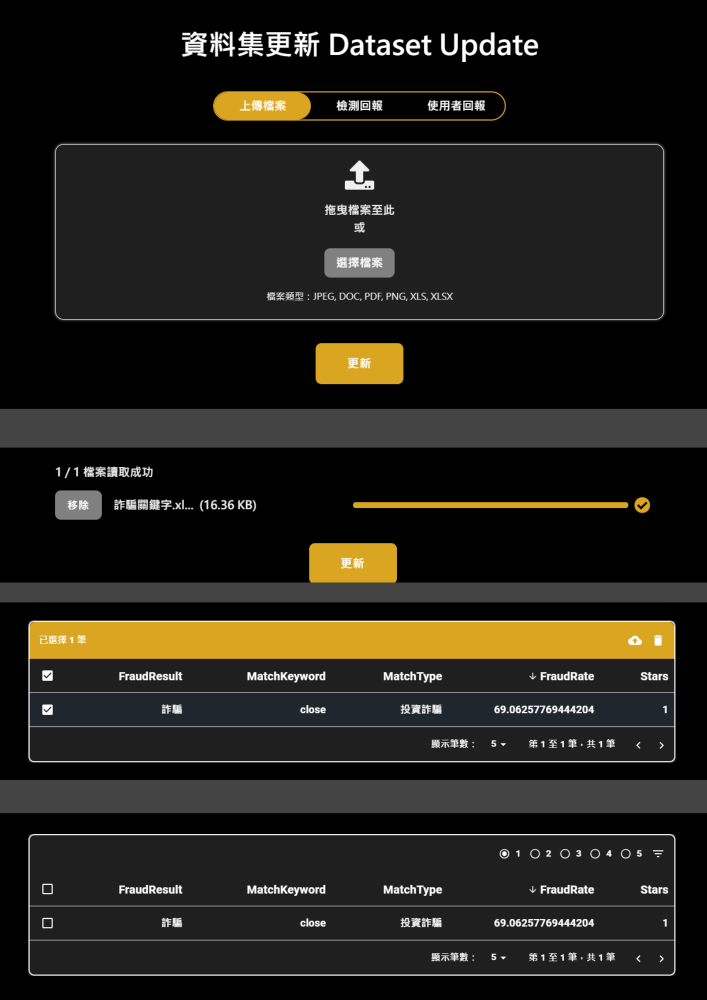 資料集更新 Dataset Update
上傳檔案 檢測回報 使用者回報
拖曳檔案至此
或
選擇檔案
檔案類型：JPEG, DOC, PDF, PNG, XLS, XLSX
更新
1 / 1 檔案讀取成功
移除 詐騙關鍵字.xl... (16.36 KB)
更新
已選擇 1 筆
FraudResult MatchKeyword MatchType ↓ FraudRate Stars
詐騙 close 投資詐騙 69.06257769444204 1
顯示筆數： 5 第 1 至 1 筆，共 1 筆
1 2 3 4 5
FraudResult MatchKeyword MatchType ↓ FraudRate Stars
詐騙 close 投資詐騙 69.06257769444204 1
顯示筆數： 5 第 1 至 1 筆，共 1 筆